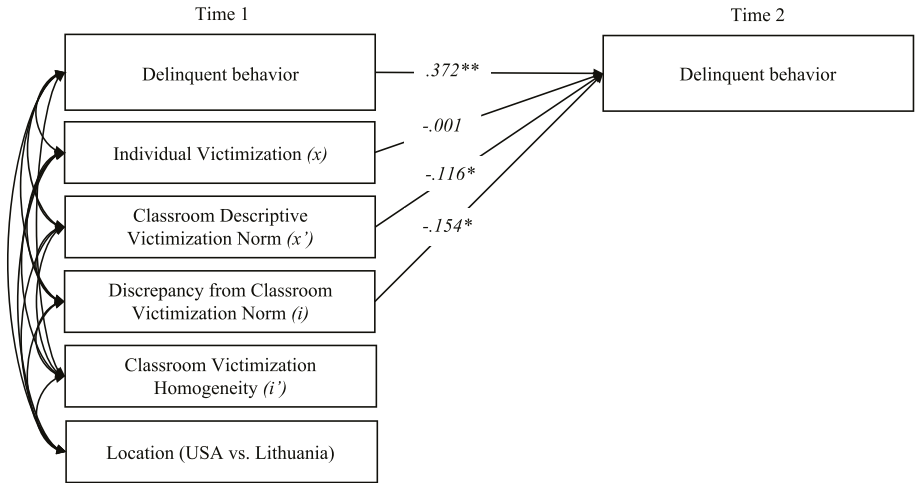 Time 1
Time 2
Delinquent behavior
.372**
Delinquent behavior
Individual Victimization (x)
-.001
Classroom Descriptive
Victimization Norm (x’)
-.116*
Discrepancy from Classroom
Victimization Norm (i)
-.154*
Classroom Victimization
Homogeneity (i’)
Location (USA vs. Lithuania)